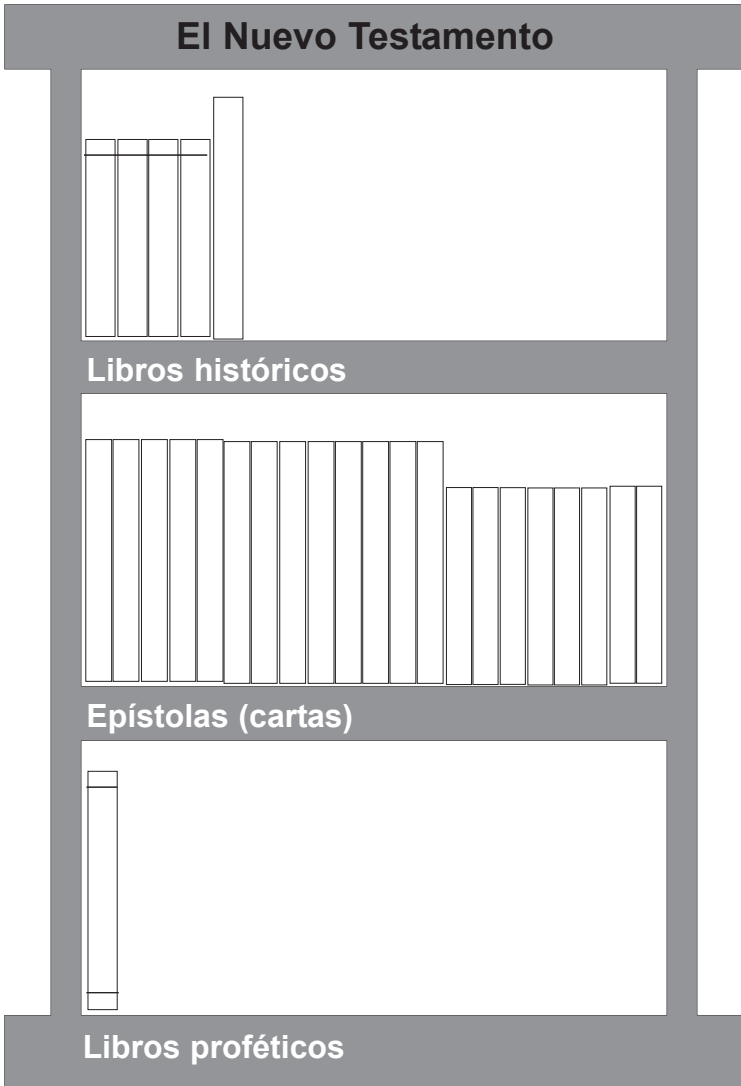 El Nuevo Testamento
Libros históricos
Epístolas (cartas)
Libros proféticos